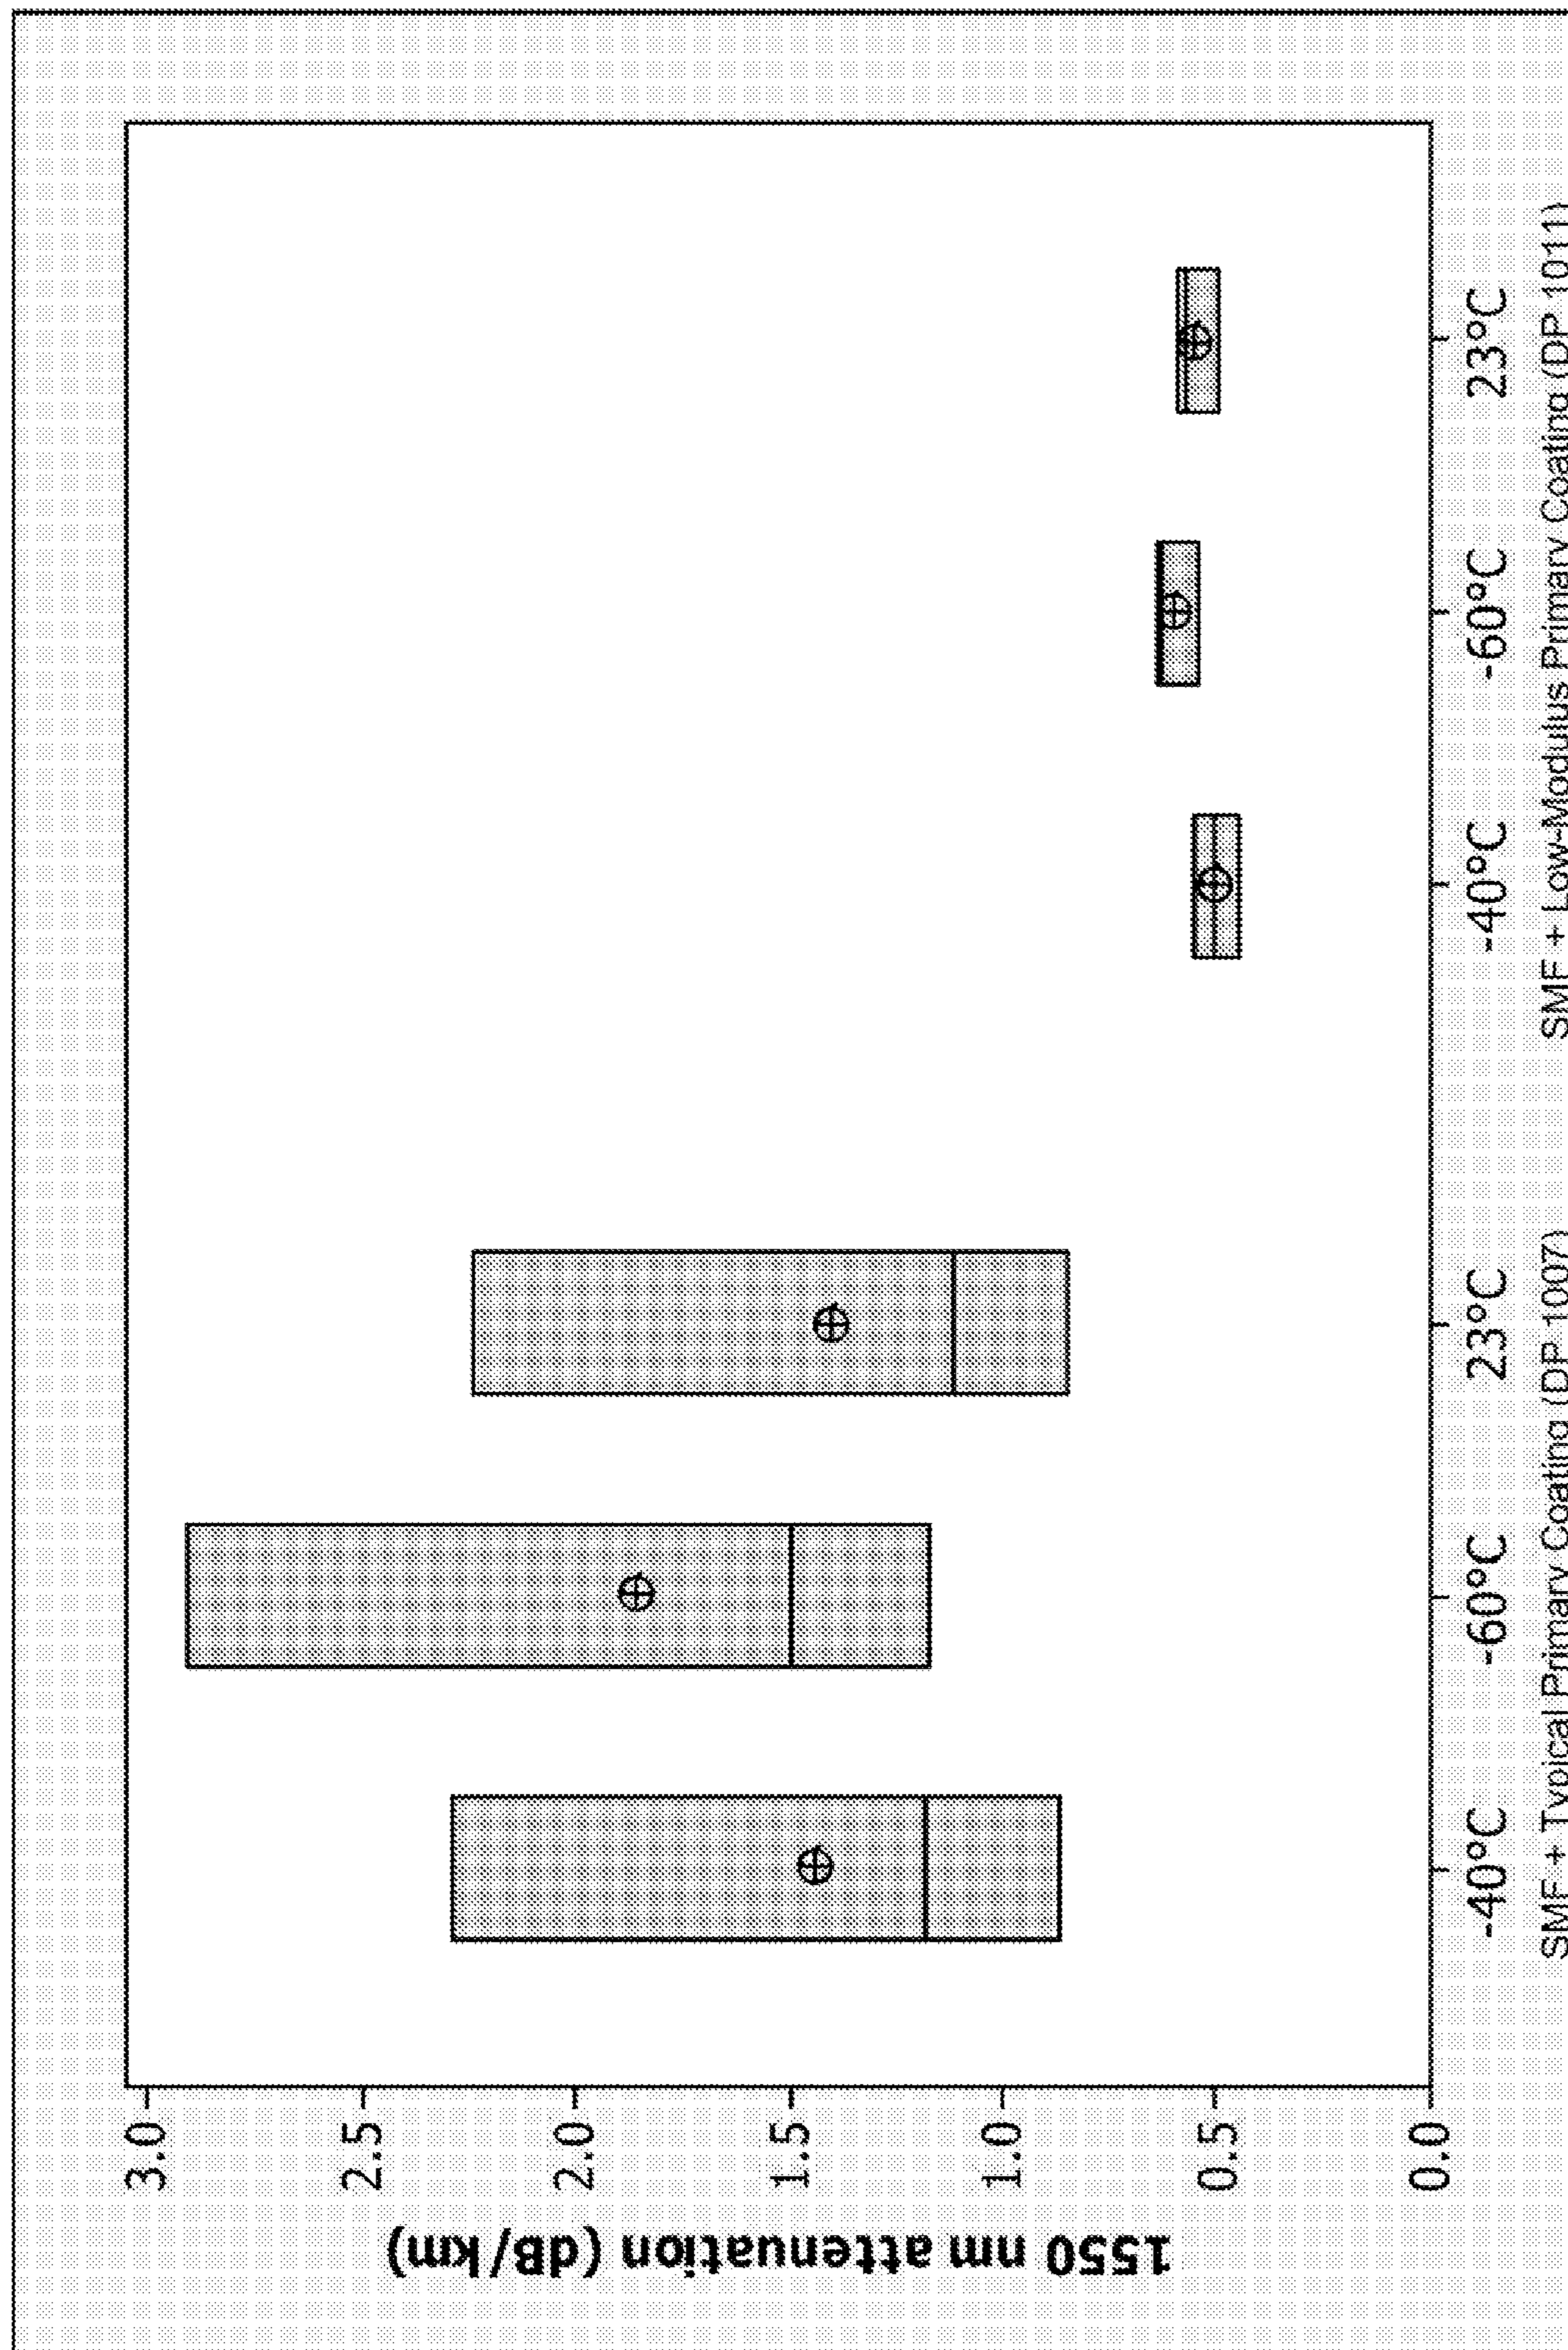 1550 nm attenuation (dB/km)
3.0
2.5
2.0
1.5
1.0
0.5
0.0
-40°C -60°C 23°C -40°C -60°C 23°C
SMF + Typical Primary Coating (DP 1007) SMF + Low-Modulus Primary Coating (DP 1011)